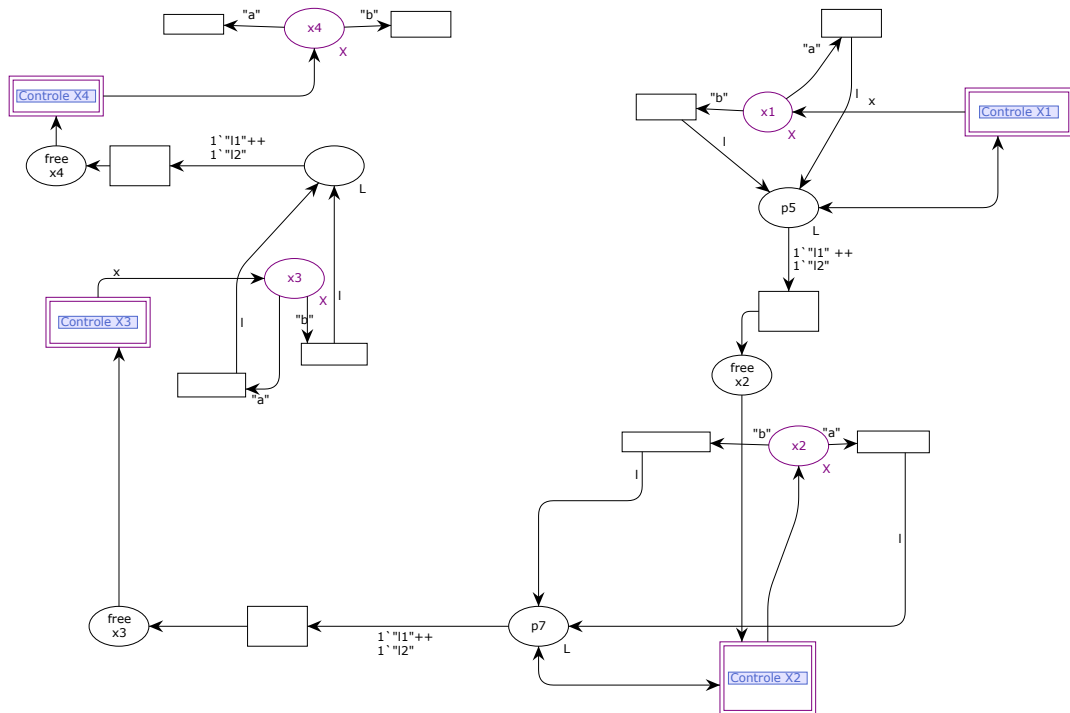 "a"
x4
"b"
X
Controle X4
1`"l1"++
1`"l2"
free
x4
L
x
x3
X
Controle X3
l
"b"
l
"a"
"a"
l
"b"
x1
x
Controle X1
X
l
p5
L
1`"l1" ++
1`"l2"
free
x2
"b"
x2
"a"
X
l
l
free
x3
1`"l1"++
1`"l2"
p7
L
Controle X2